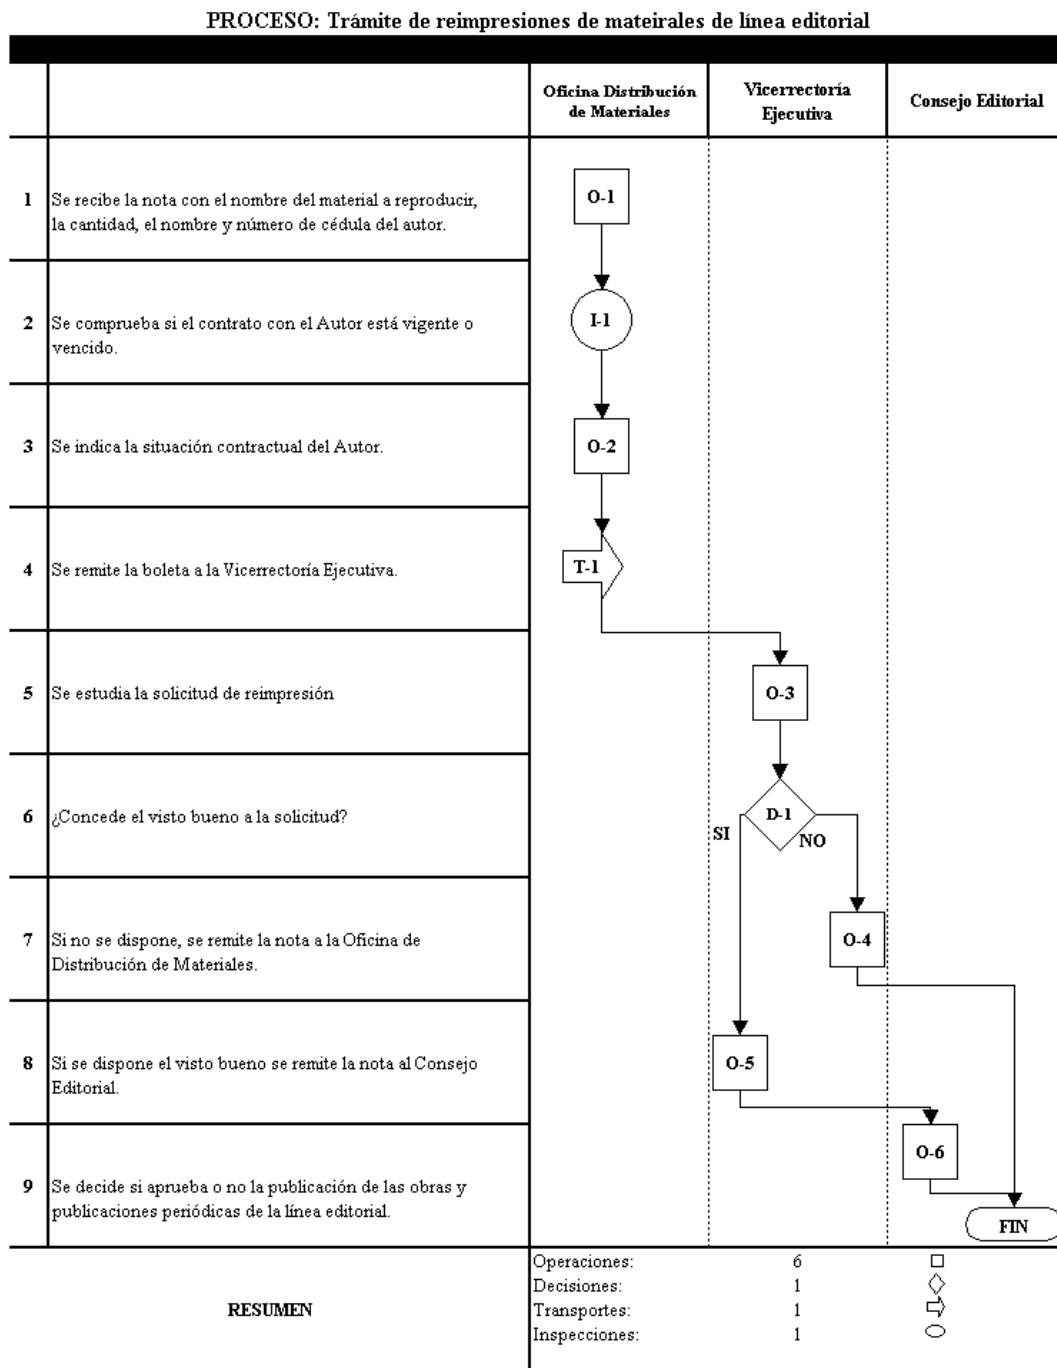 PROCESO: Trámite de reimpresiones de mateirales de línea editorial
Oficina Distribución
de Materiales
Vicerrectoría
Ejecutiva
Consejo Editorial
1
Se recibe la nota con el nombre del material a reproducir,
la cantidad, el nombre y número de cédula del autor.
O-1
2
Se comprueba si el contrato con el Autor está vigente o
vencido.
I-1
3
Se indica la situación contractual del Autor.
O-2
4
Se remite la boleta a la Vicerrectoría Ejecutiva.
T-1
5
Se estudia la solicitud de reimpresión
O-3
6
¿Concede el visto bueno a la solicitud?
D-1
SI
NO
7
Si no se dispone, se remite la nota a la Oficina de
Distribución de Materiales.
O-4
8
Si se dispone el visto bueno se remite la nota al Consejo
Editorial.
O-5
9
Se decide si aprueba o no la publicación de las obras y
publicaciones periódicas de la línea editorial.
O-6
FIN
RESUMEN
Operaciones: 6
Decisiones: 1
Transportes: 1
Inspecciones: 1